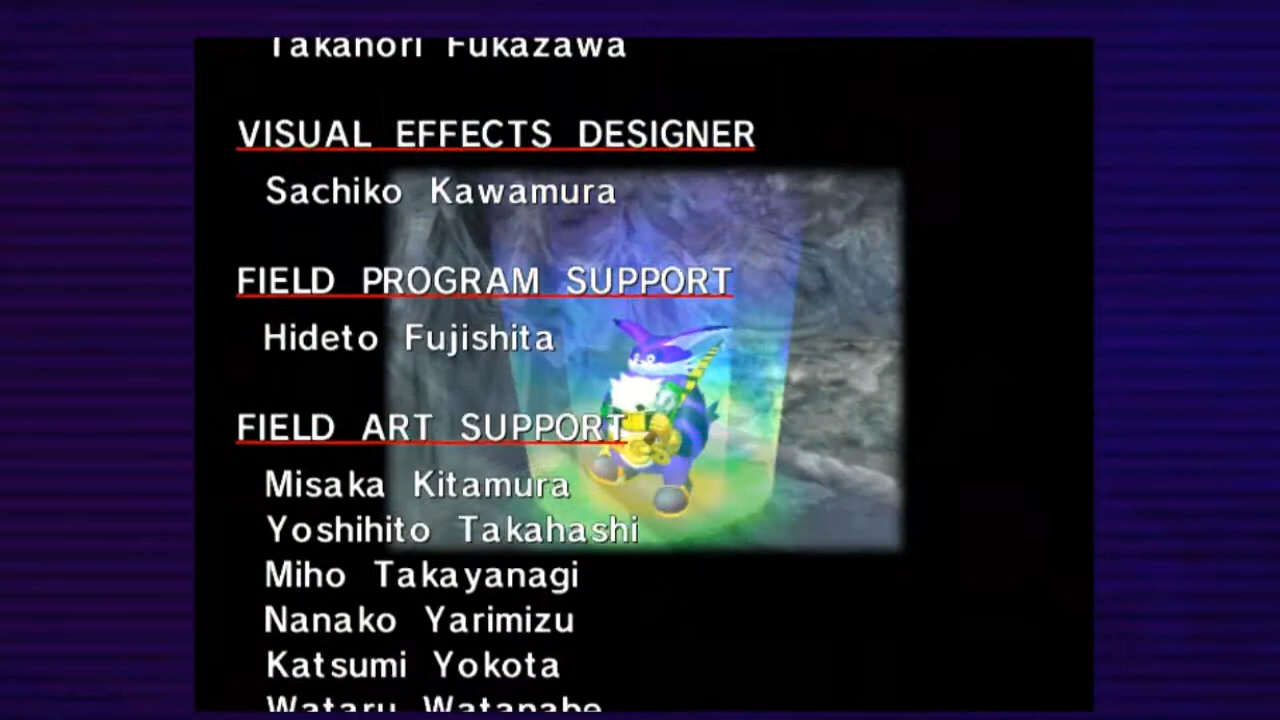 Takanori Fukazawa
VISUAL EFFECTS DESIGNER
Sachiko Kawamura
FIELD PROGRAM SUPPORT
Hideto Fujishita
FIELD ART SUPPORT
Misaka Kitamura
Yoshihito Takahashi
Miho Takayanagi
Nanako Yarimizu
Katsumi Yokota
Wataru Watanabe